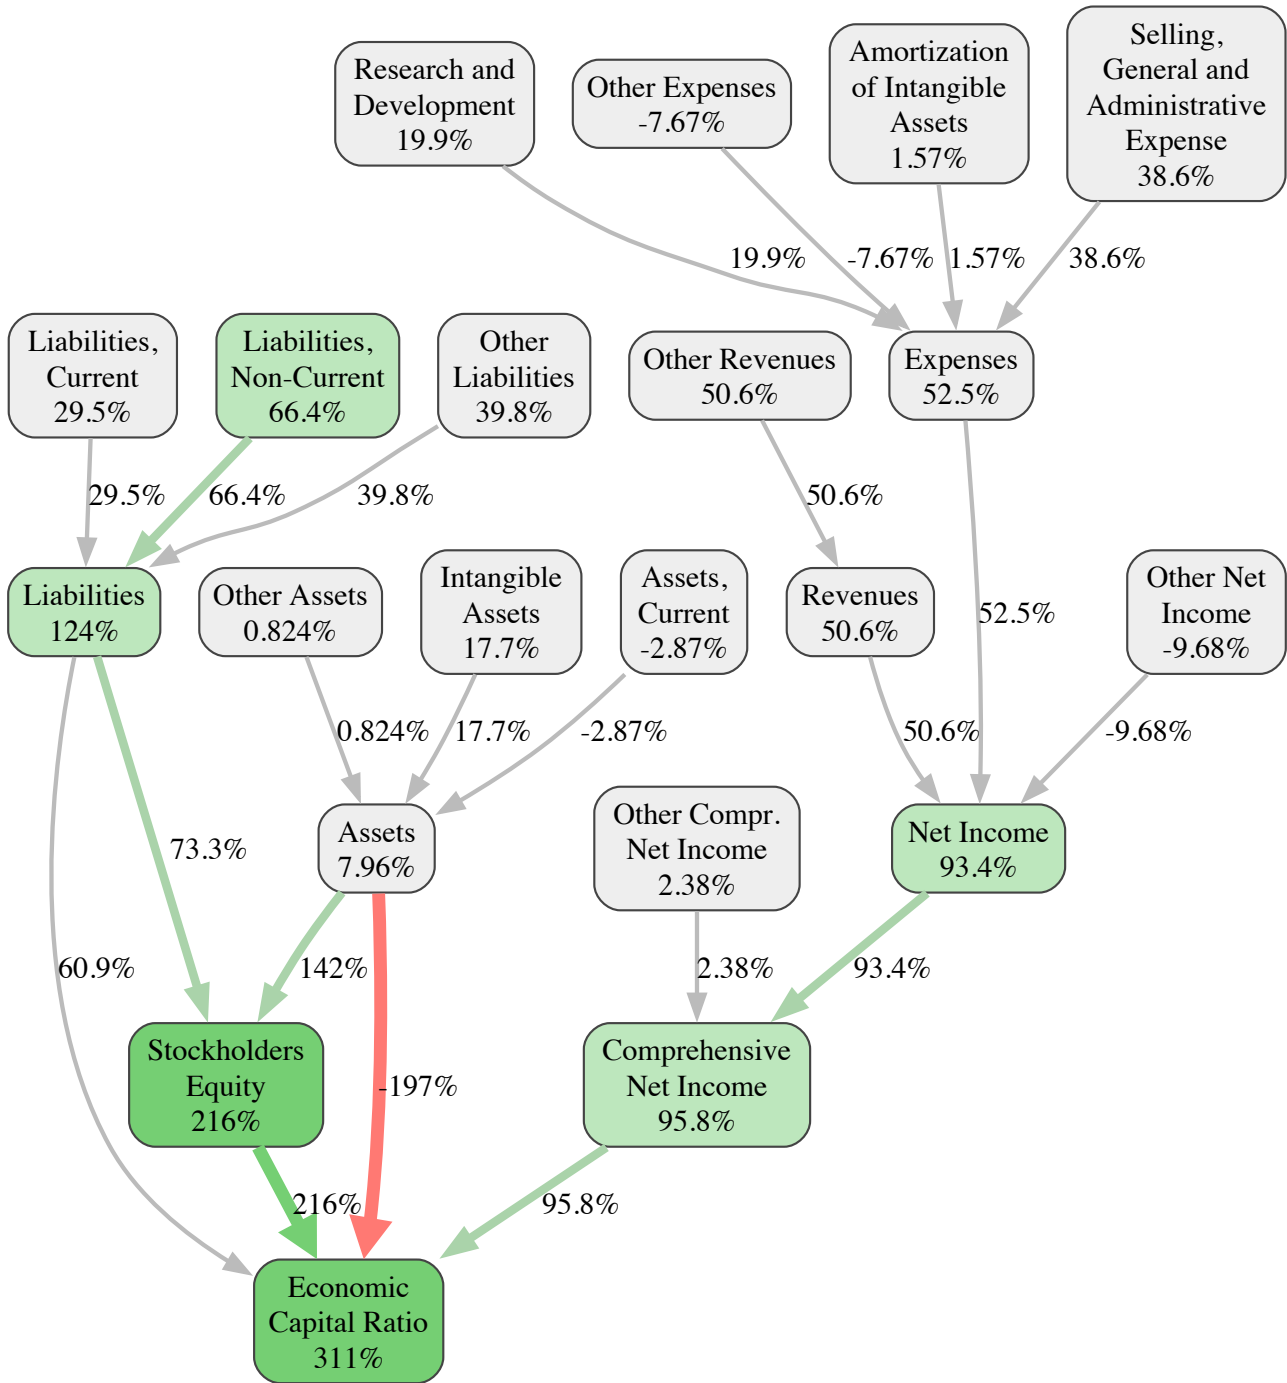 Research and
Development
19.9%
Other Expenses
-7.67%
Amortization
of Intangible
Assets
1.57%
Selling,
General and
Administrative
Expense
38.6%
19.9%
-7.67%
1.57%
38.6%
Liabilities,
Current
29.5%
Liabilities,
Non-Current
66.4%
Other
Liabilities
39.8%
Other Revenues
50.6%
Expenses
52.5%
29.5%
66.4%
39.8%
50.6%
Liabilities
124%
Other Assets
0.824%
Intangible
Assets
17.7%
Assets,
Current
-2.87%
Revenues
50.6%
52.5%
Other Net
Income
-9.68%
0.824%
17.7%
-2.87%
50.6%
-9.68%
73.3%
Assets
7.96%
Other Compr.
Net Income
2.38%
Net Income
93.4%
60.9%
142%
2.38%
93.4%
Stockholders
Equity
216%
-197%
Comprehensive
Net Income
95.8%
216%
95.8%
Economic
Capital Ratio
311%